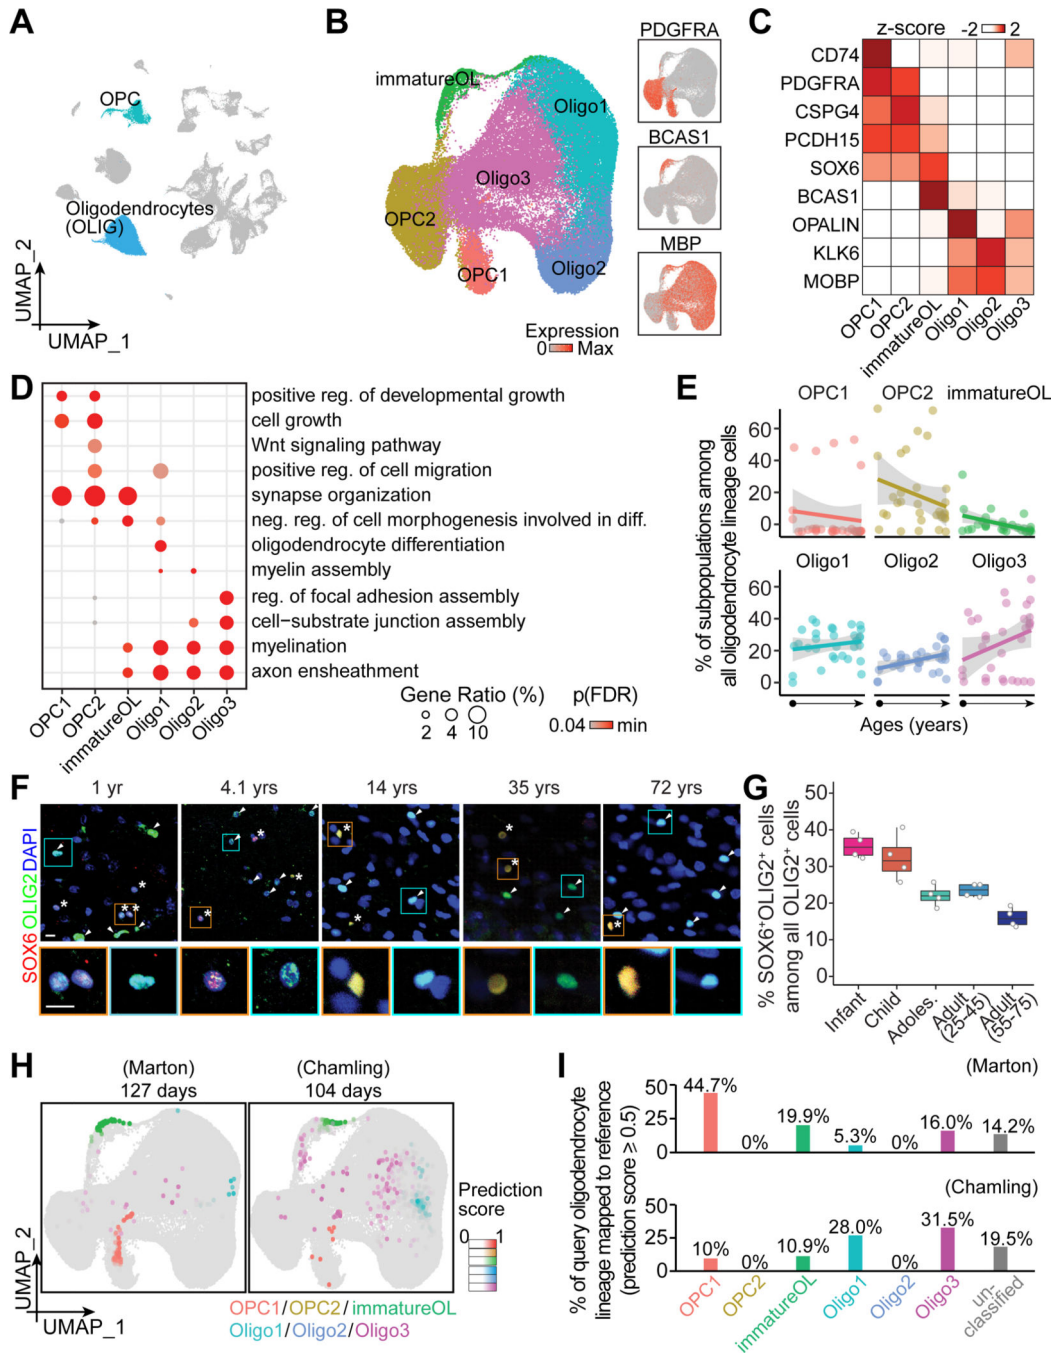 A
OPC
Oligodendrocytes
(OLIG)
UMAP_2
UMAP_1
B
immatureOL
Oligo1
Oligo3
OPC2
OPC1
Oligo2
PDGFRA
BCAS1
MBP
Expression
0 Max
C
z-score -2 2
CD74
PDGFRA
CSPG4
PCDH15
SOX6
BCAS1
OPALIN
KLK6
MOBP
OPC1
OPC2
immatureOL
Oligo1
Oligo2
Oligo3
D
positive reg. of developmental growth
cell growth
Wnt signaling pathway
positive reg. of cell migration
synapse organization
neg. reg. of cell morphogenesis involved in diff.
oligodendrocyte differentiation
myelin assembly
reg. of focal adhesion assembly
cell-substrate junction assembly
myelination
axon ensheathment
OPC1
OPC2
immatureOL
Oligo1
Oligo2
Oligo3
Gene Ratio (%)
2 4 10
p(FDR)
0.04 min
E
OPC1 OPC2 immatureOL
60
40
20
0
Oligo1 Oligo2 Oligo3
60
40
20
0
% of subpopulations among
all oligodendrocyte lineage cells
Ages (years)
F
1 yr 4.1 yrs 14 yrs 35 yrs 72 yrs
SOX6 OLIG2 DAPI
* * * * * * * * * * * *
G
% SOX6+OLIG2+ cells
among all OLIG2+ cells
50
40
30
20
10
0
Infant
Child
Adoles.
Adult
(25-45)
Adult
(55-75)
H
(Marton)
127 days
(Chamling)
104 days
Prediction
score
0 1
UMAP_2
UMAP_1
OPC1/OPC2/immatureOL
Oligo1/Oligo2/Oligo3
I
% of query oligodendrocyte
lineage mapped to reference
(prediction score ≥ 0.5)
(Marton)
50
25
0
44.7%
0%
19.9%
5.3%
0%
16.0%
14.2%
(Chamling)
50
25
0
10%
0%
10.9%
28.0%
0%
31.5%
19.5%
OPC1
OPC2
immatureOL
Oligo1
Oligo2
Oligo3
un-
classified